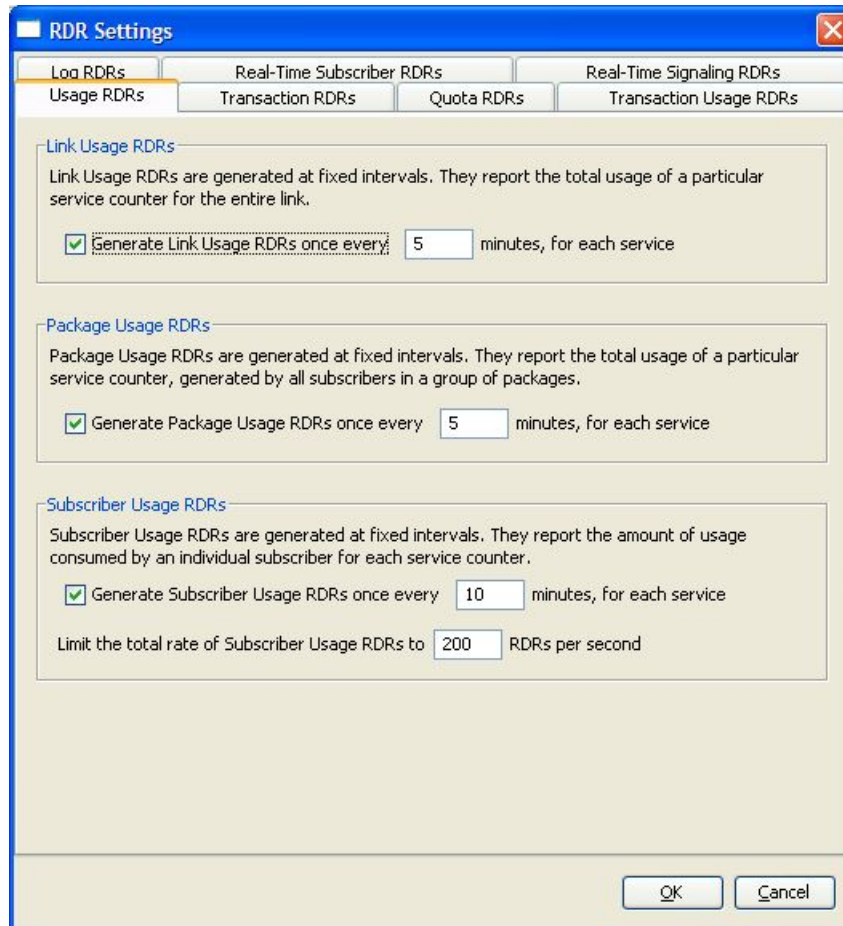 RDR Settings
Log RDRs
Real-Time Subscriber RDRs
Real-Time Signaling RDRs
Usage RDRs
Transaction RDRs
Quota RDRs
Transaction Usage RDRs
Link Usage RDRs
Link Usage RDRs are generated at fixed intervals. They report the total usage of a particular
service counter for the entire link.
Generate Link Usage RDRs once every 5 minutes, for each service
Package Usage RDRs
Package Usage RDRs are generated at fixed intervals. They report the total usage of a particular
service counter, generated by all subscribers in a group of packages.
Generate Package Usage RDRs once every 5 minutes, for each service
Subscriber Usage RDRs
Subscriber Usage RDRs are generated at fixed intervals. They report the amount of usage
consumed by an individual subscriber for each service counter.
Generate Subscriber Usage RDRs once every 10 minutes, for each service
Limit the total rate of Subscriber Usage RDRs to 200 RDRs per second
OK
Cancel